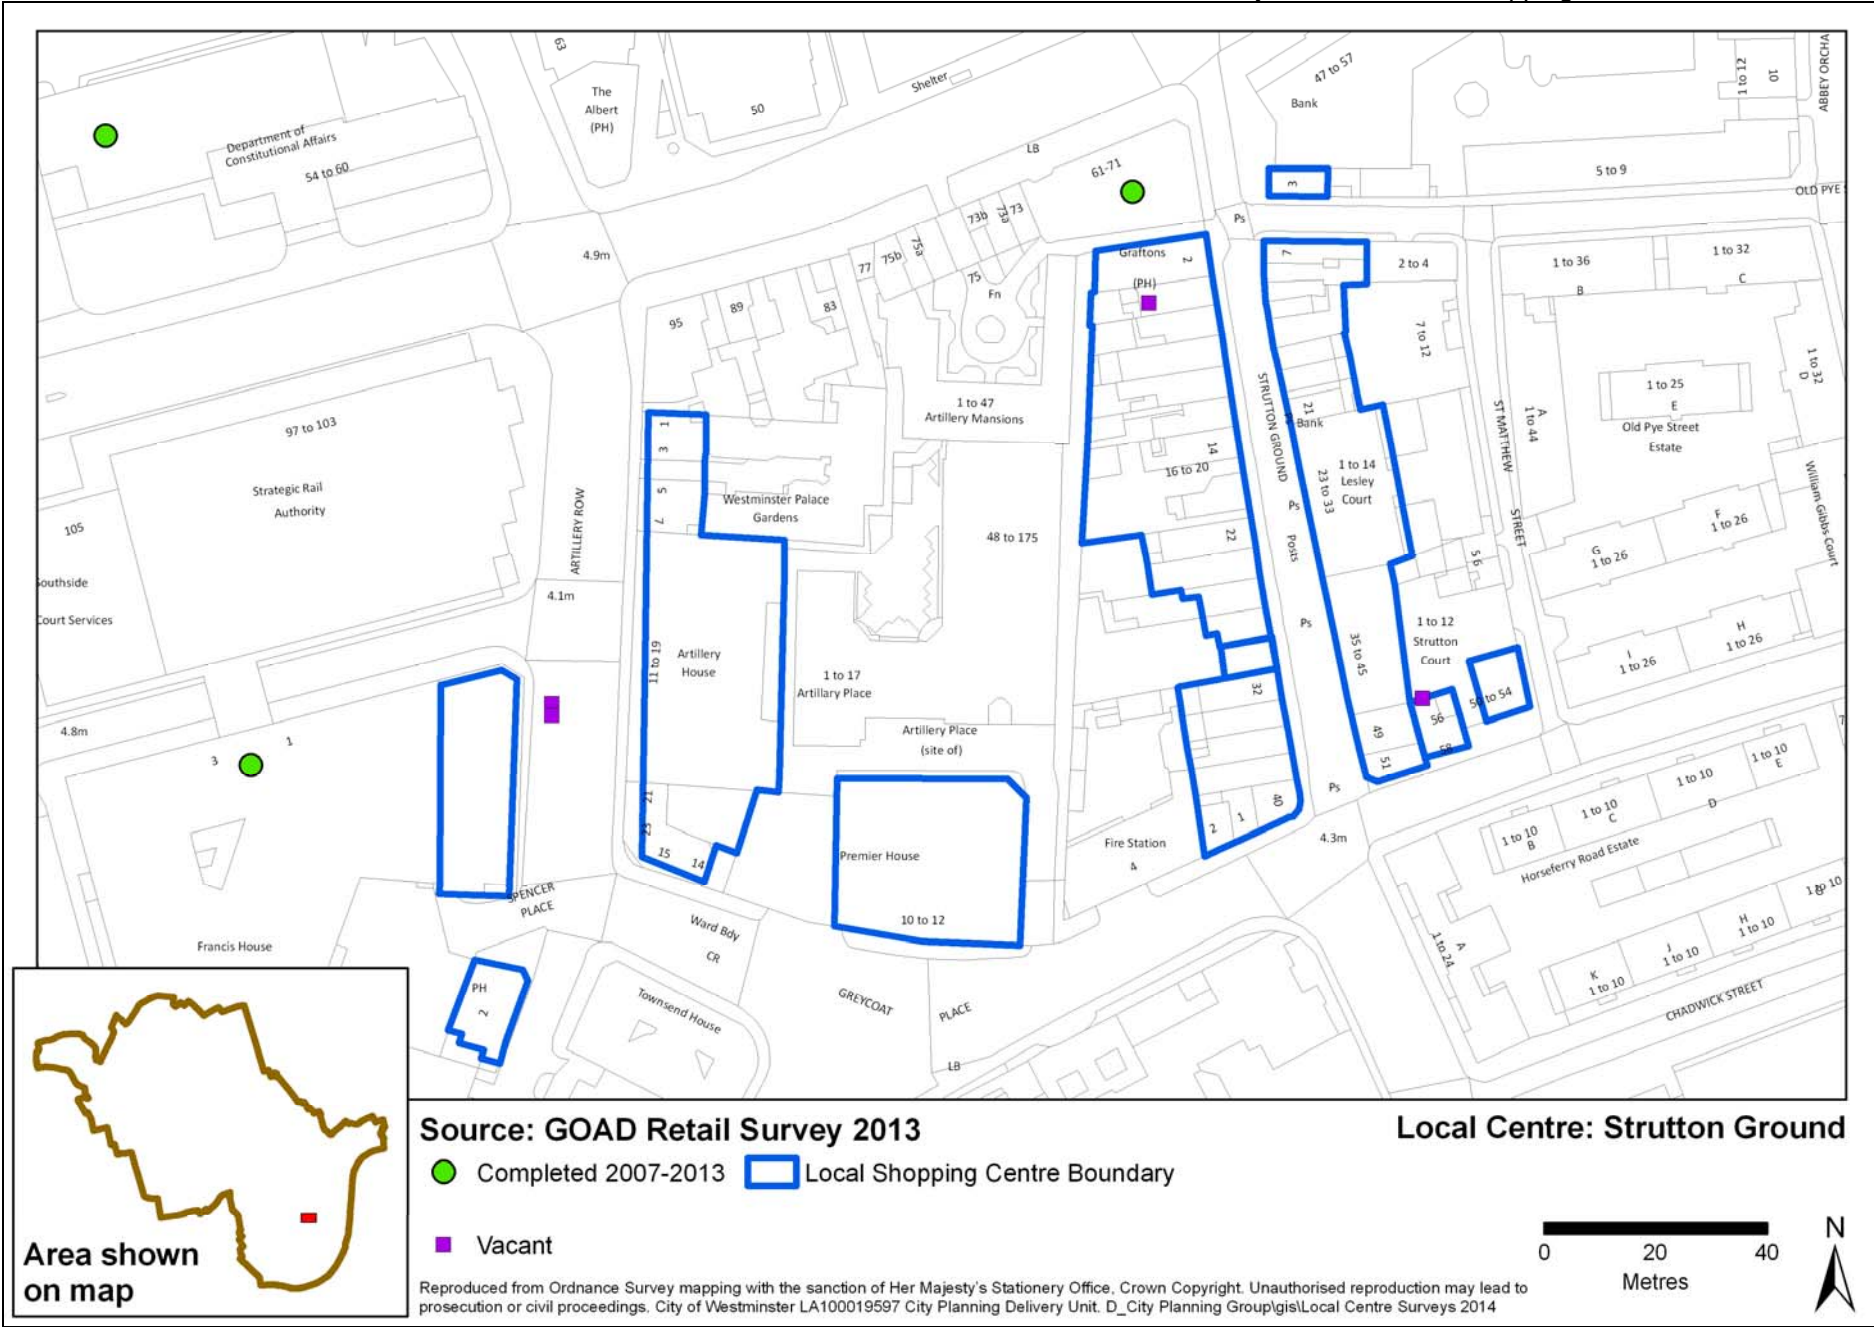 63
The
Albert
(PH)
50
Shelter
47 to 57
Bank
1 to 12
10
ABBEY ORCHA
Department of
Constitutional Affairs
54 to 60
LB
61-71
3
5 to 9
OLD PYE
4.9m
77
75b
75a
73b
73a
73
75
Fn
Ps
Graftons
(PH)
2
7
2 to 4
1 to 36
B
1 to 32
C
95
89
83
7 to 12
1 to 32
D
1 to 47
Artillery Mansions
STRUTTON GROUND
21
Bank
ST MATTHEW
STREET
A
1 to 44
1 to 25
E
Old Pye Street
Estate
97 to 103
Strategic Rail
Authority
105
Southside
Court Services
ARTILLERY ROW
1
3
5
7
Westminster Palace
Gardens
48 to 175
14
16 to 20
22
Ps
Posts
23 to 33
1 to 14
Lesley
Court
5 6
F
1 to 26
G
1 to 26
William Gibbs Court
4.1m
11 to 19
Artillery
House
1 to 17
Artillary Place
Ps
35 to 45
1 to 12
Strutton
Court
H
1 to 26
I
1 to 26
32
50 to 54
56
58
49
51
4.8m
3
1
Artillery Place
(site of)
21
23
15
14
Premier House
10 to 12
Fire Station
4
2
1
40
Ps
4.3m
1 to 10
E
1 to 10
D
1 to 10
C
1 to 10
B
Horseferry Road Estate
1 to 10
G
H
1 to 10
J
1 to 10
K
1 to 10
A
1 to 24
CHADWICK STREET
SPENCER
PLACE
Francis House
PH
2
Ward Bdy
CR
Townsend House
GREYCOAT
PLACE
LB
Area shown
on map
Source: GOAD Retail Survey 2013
Local Centre: Strutton Ground
Completed 2007-2013
Local Shopping Centre Boundary
Vacant
0 20 40
Metres
N
Reproduced from Ordnance Survey mapping with the sanction of Her Majesty's Stationery Office, Crown Copyright. Unauthorised reproduction may lead to
prosecution or civil proceedings. City of Westminster LA100019597 City Planning Delivery Unit. D_City Planning Group\gis\Local Centre Surveys 2014